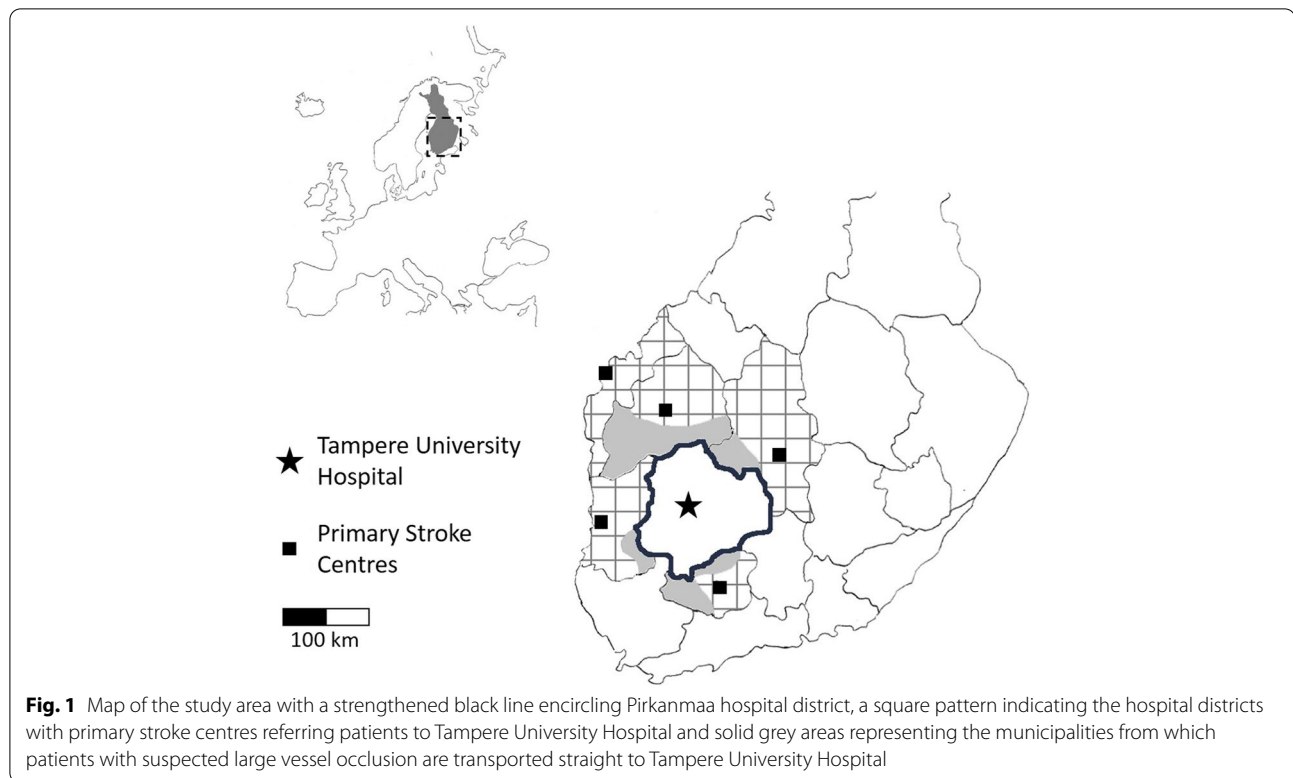 Tampere University
Hospital
Primary Stroke
Centres
100 km
Fig. 1 Map of the study area with a strengthened black line encircling Pirkanmaa hospital district, a square pattern indicating the hospital districts
with primary stroke centres referring patients to Tampere University Hospital and solid grey areas representing the municipalities from which
patients with suspected large vessel occlusion are transported straight to Tampere University Hospital